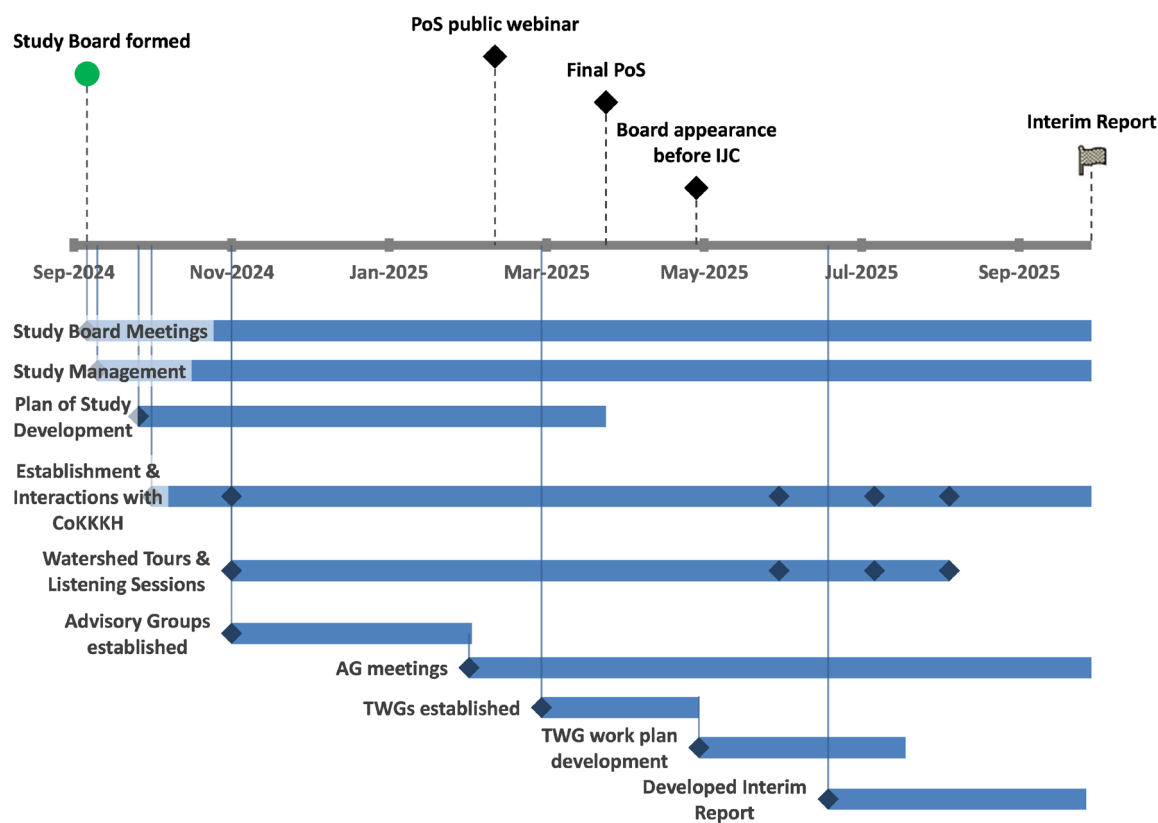 PoS public webinar
Study Board formed
Final PoS
Board appearance
before IJC
Interim Report
Sep-2024
Nov-2024
Jan-2025
Mar-2025
May-2025
Jul-2025
Sep-2025
Study Board Meetings
Study Management
Plan of Study
Development
Establishment &
Interactions with
CoKKKH
Watershed Tours &
Listening Sessions
Advisory Groups
established
AG meetings
TWGs established
TWG work plan
development
Developed Interim
Report